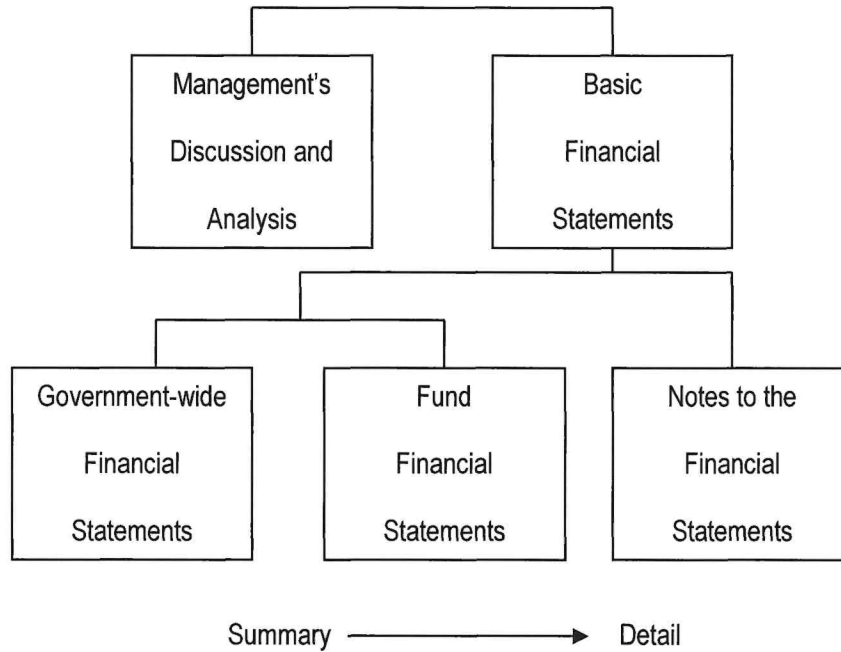 Management's
Discussion and
Analysis
Basic
Financial
Statements
Government-wide
Financial
Statements
Fund
Financial
Statements
Notes to the
Financial
Statements
Summary
Detail